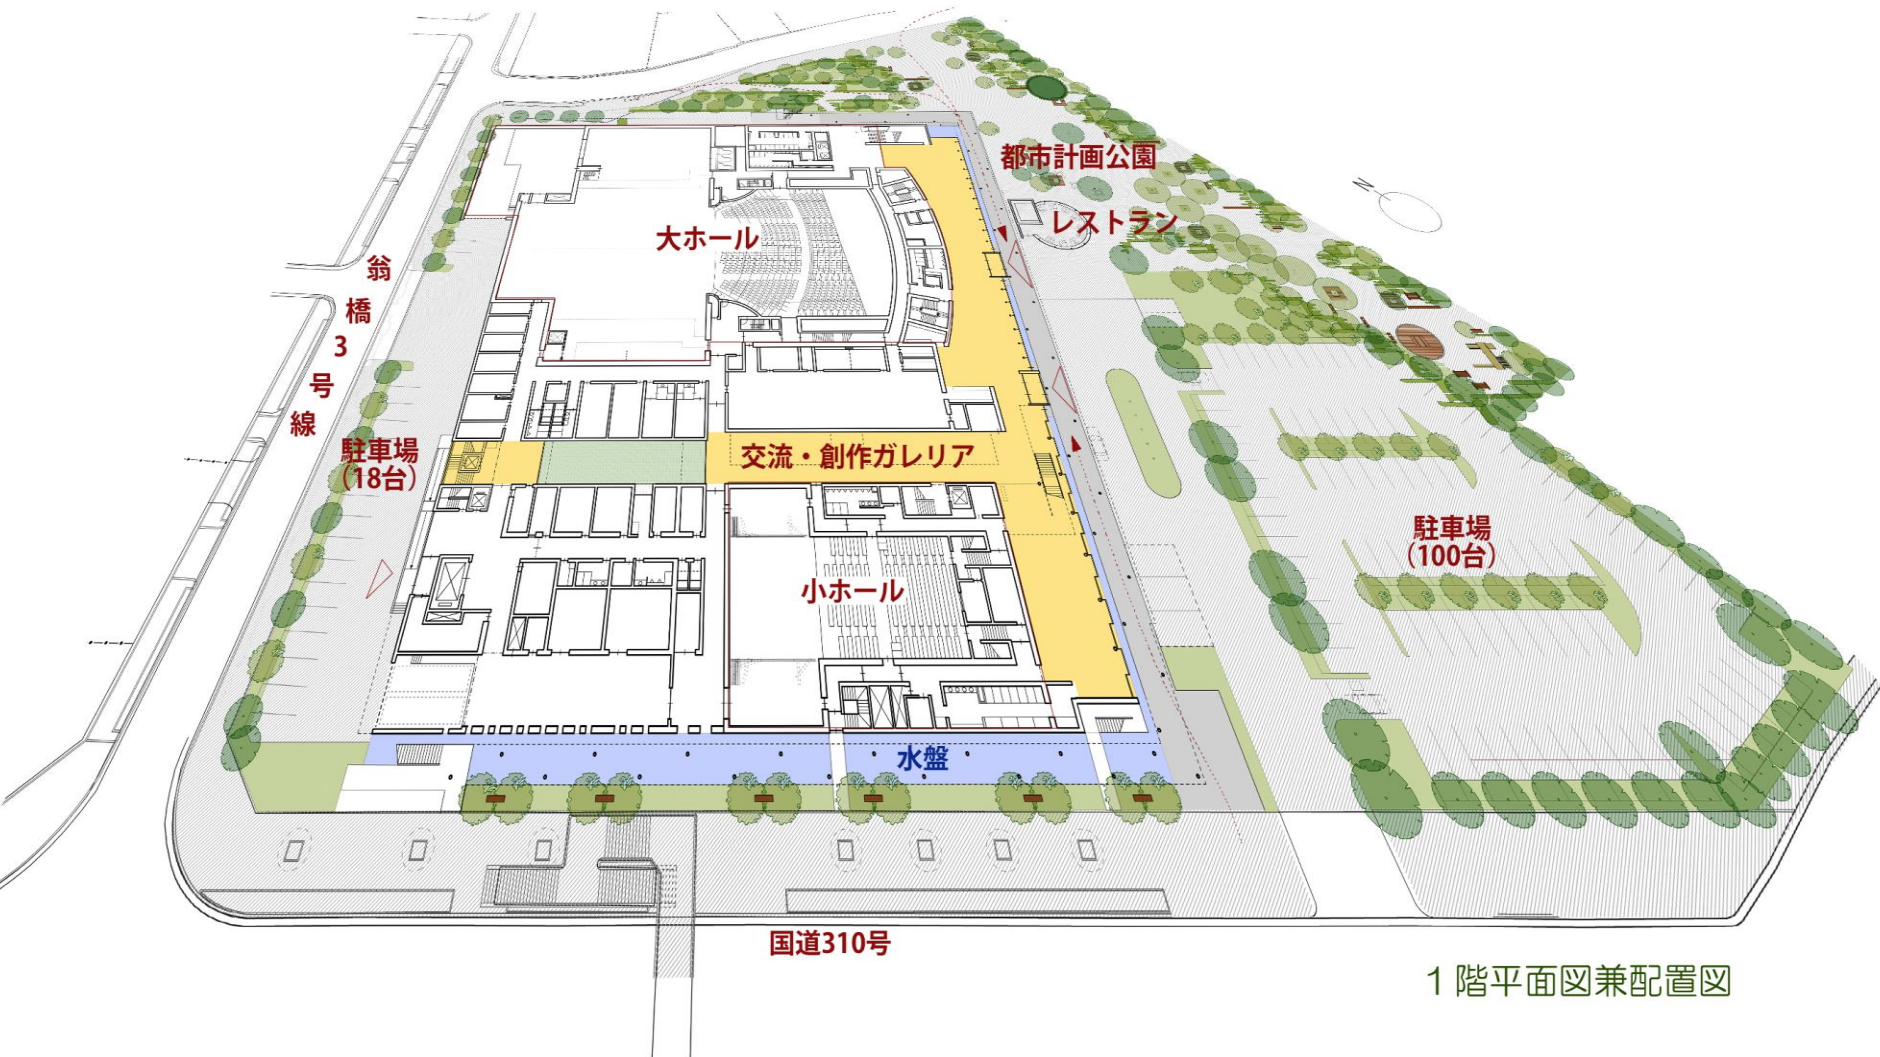 都市計画公園
レストラン
大ホール
翁
橋
3
号
線
駐車場
(18台)
交流・創作ガレリア
駐車場
(100台)
小ホール
水盤
国道310号
1階平面図兼配置図
N